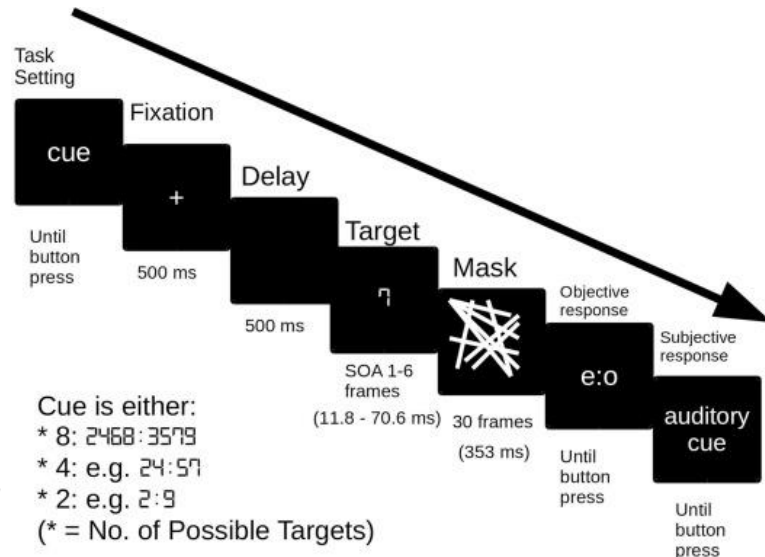 Task
Setting
cue
Until
button
press
Fixation
+
500 ms
Delay
500 ms
Target
7
SOA 1-6
frames
(11.8 - 70.6 ms)
Mask
30 frames
(353 ms)
Objective
response
e:o
Until
button
press
Subjective
response
auditory
cue
Until
button
press
Cue is either:
* 8: 2468:3579
* 4: e.g. 24:57
* 2: e.g. 2:9
(* = No. of Possible Targets)